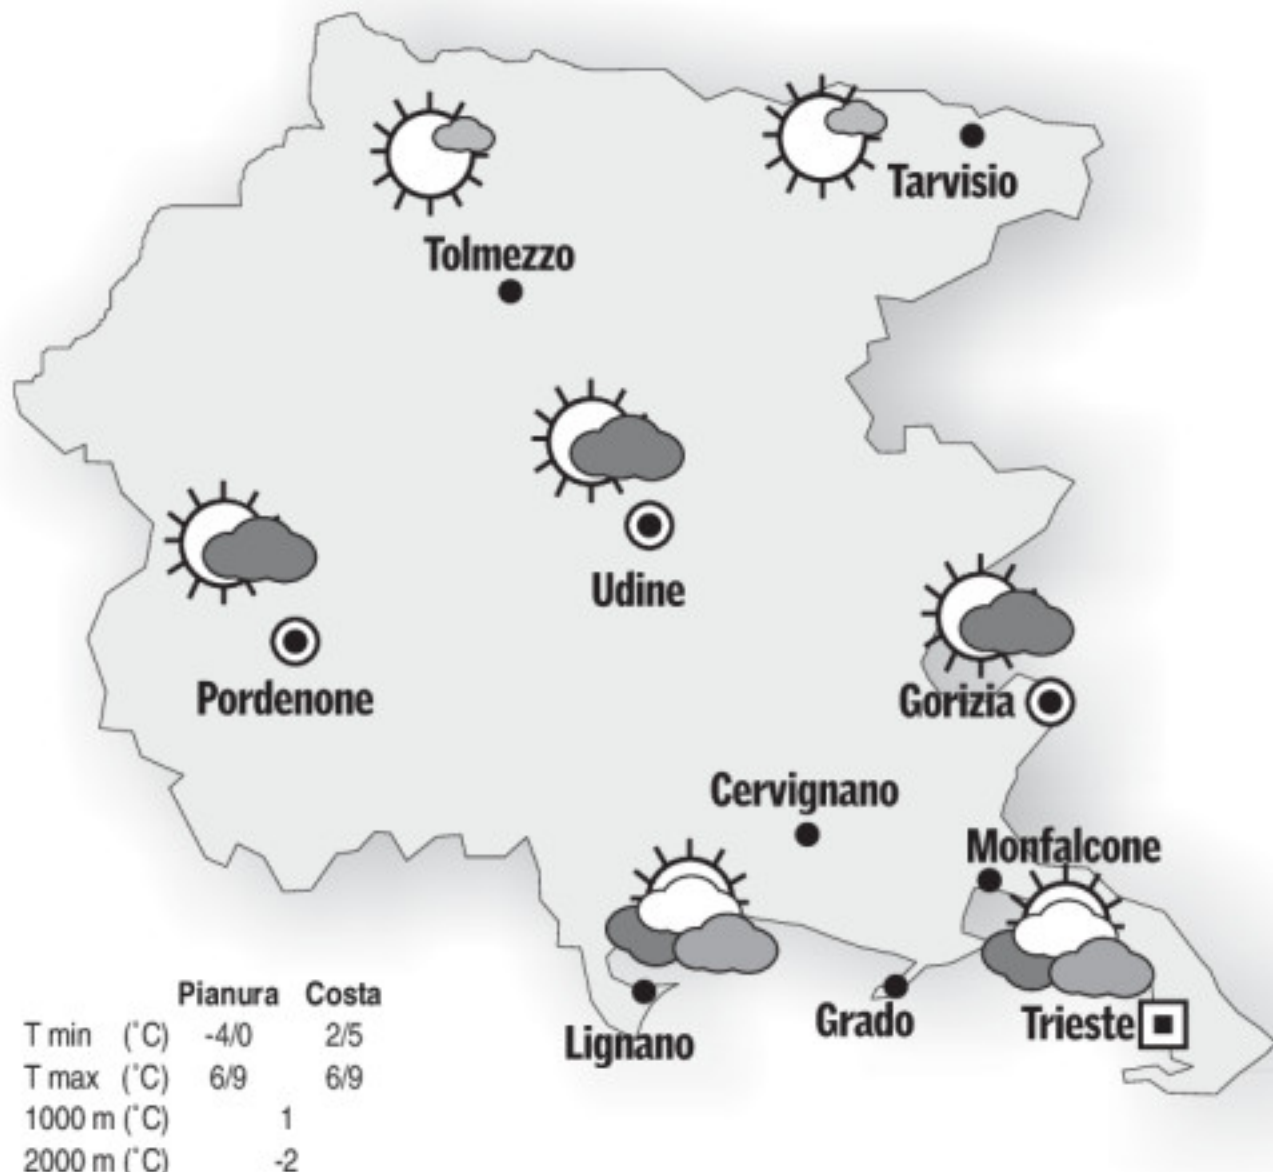 Tarvisio
Tolmezzo
Udine
Pordenone
Gorizia
Cervignano
Monfalcone
Lignano
Grado
Trieste
Pianura Costa
T min (°C) -4/0 2/5
T max (°C) 6/9 6/9
1000 m (°C) 1
2000 m (°C) -2